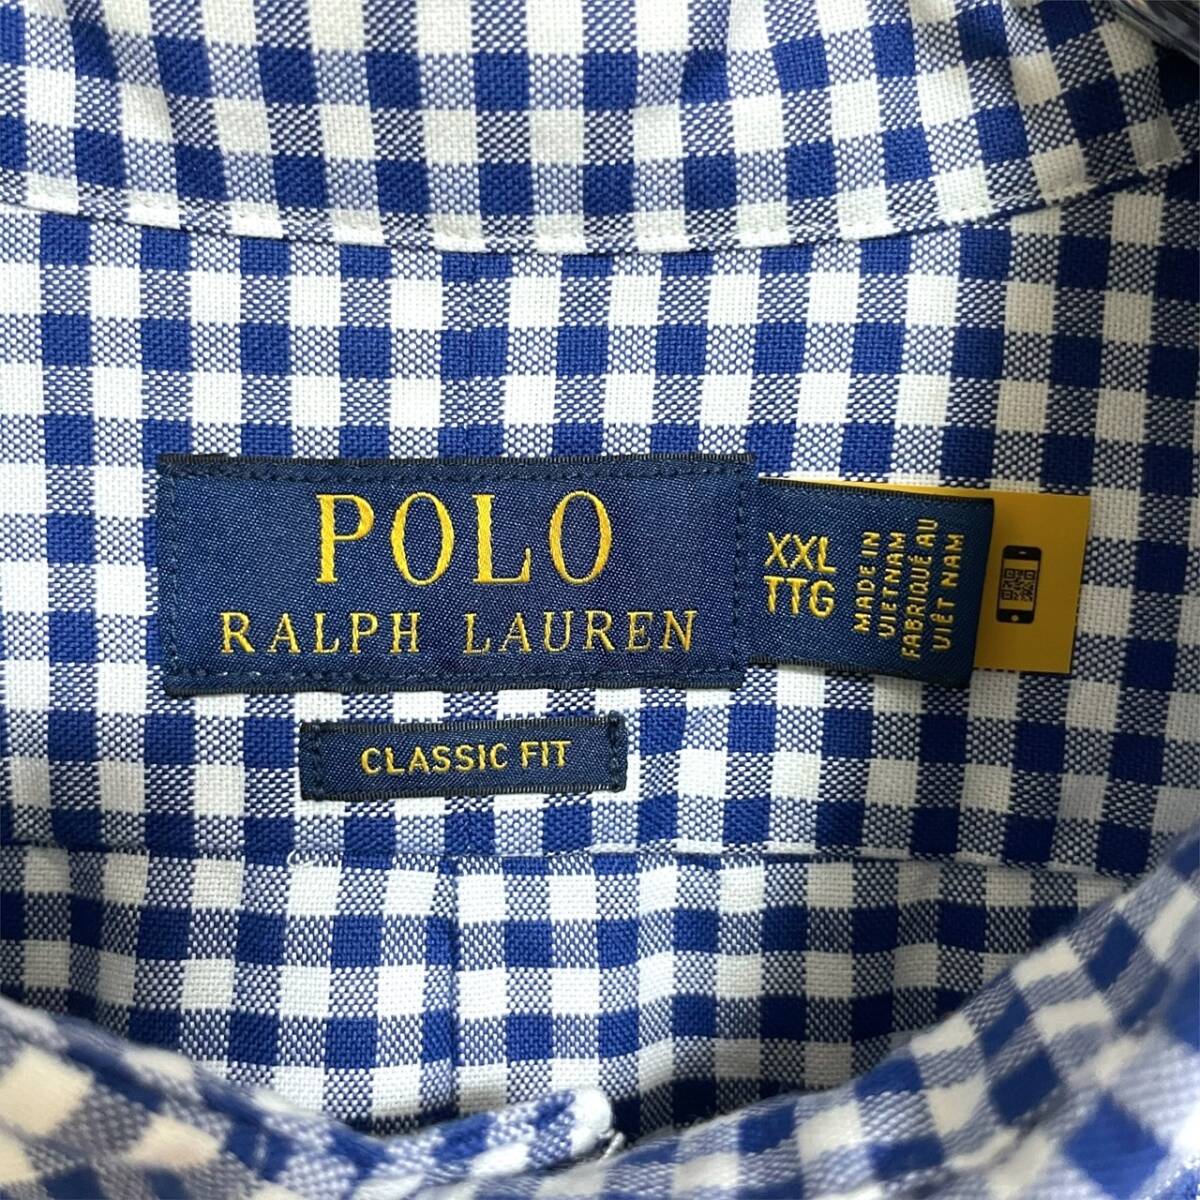 POLO
RALPH LAUREN
CLASSIC FIT
XXL
TTG
MADE IN
VIETNAM
FABRIQUÉ AU
VIÊT NAM